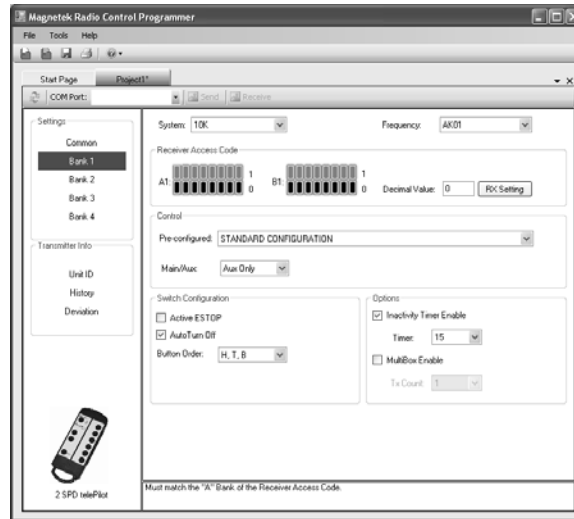 Magnetek Radio Control Programmer
File Tools Help
Start Page Project1*
COM Port: Send Receive
Settings
Common
Bank 1
Bank 2
Bank 3
Bank 4
Transmitter Info
Unit ID
History
Deviation
2 SPD telePilot
System: 10K Frequency: AK01
Receiver Access Code
A1: 1 0 B1: 1 0 Decimal Value: 0 RX Setting
Control
Pre-configured: STANDARD CONFIGURATION
Main/Aux: Aux Only
Switch Configuration
Active ESTOP
AutoTurn Off
Button Order: H, T, B
Options
Inactivity Timer Enable
Timer: 15
MultiBox Enable
Tx Count: 1
Must match the "A" Bank of the Receiver Access Code.